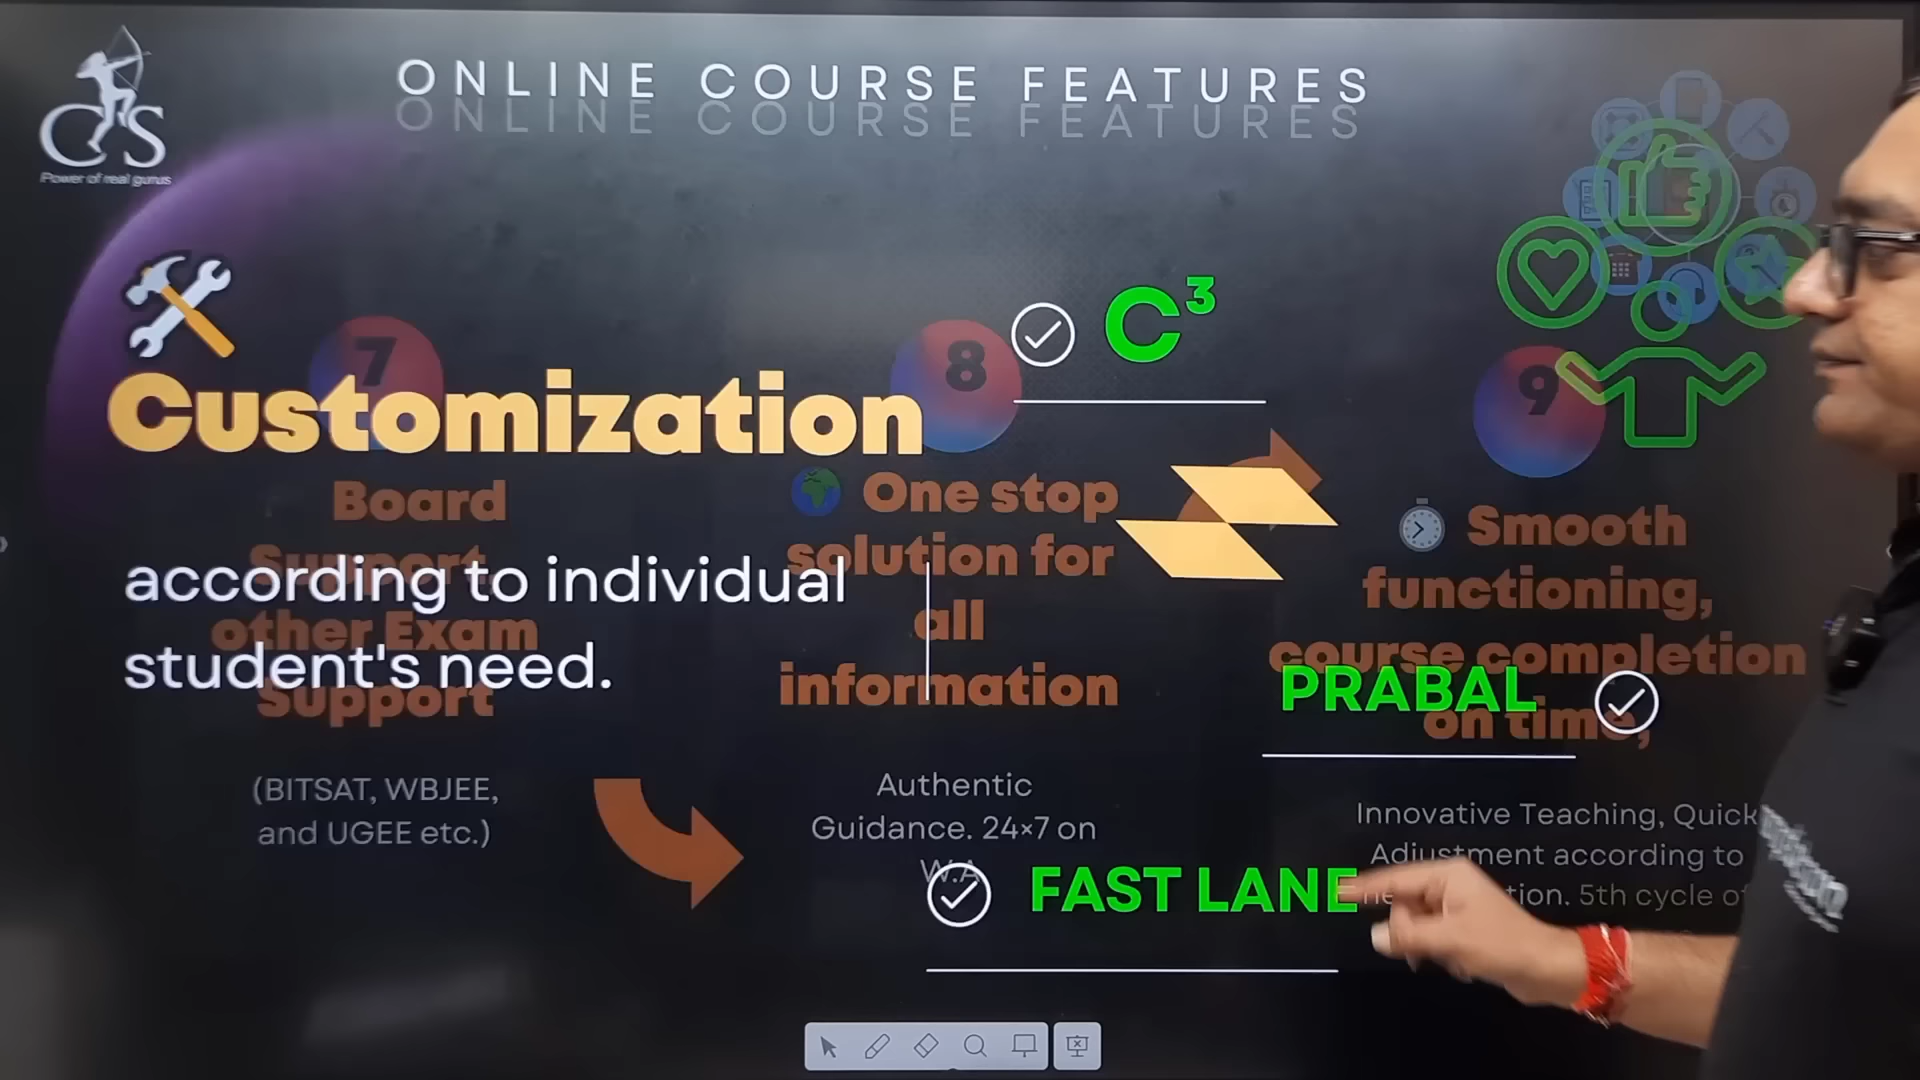 ONLINE COURSE FEATURES
ONLINE COURSE FEATURES
CS
Power of real gurus
7
8
9
C³
Customization
according to individual
student's need.
Board
Support,
other Exam
Support
(BITSAT, WBJEE,
and UGEE etc.)
One stop
solution for
all
information
Authentic
Guidance. 24×7 on
W.A
Smooth
functioning,
course completion
on time,
PRABAL
Innovative Teaching, Quick
Adjustment according to
5th cycle of
FAST LANE